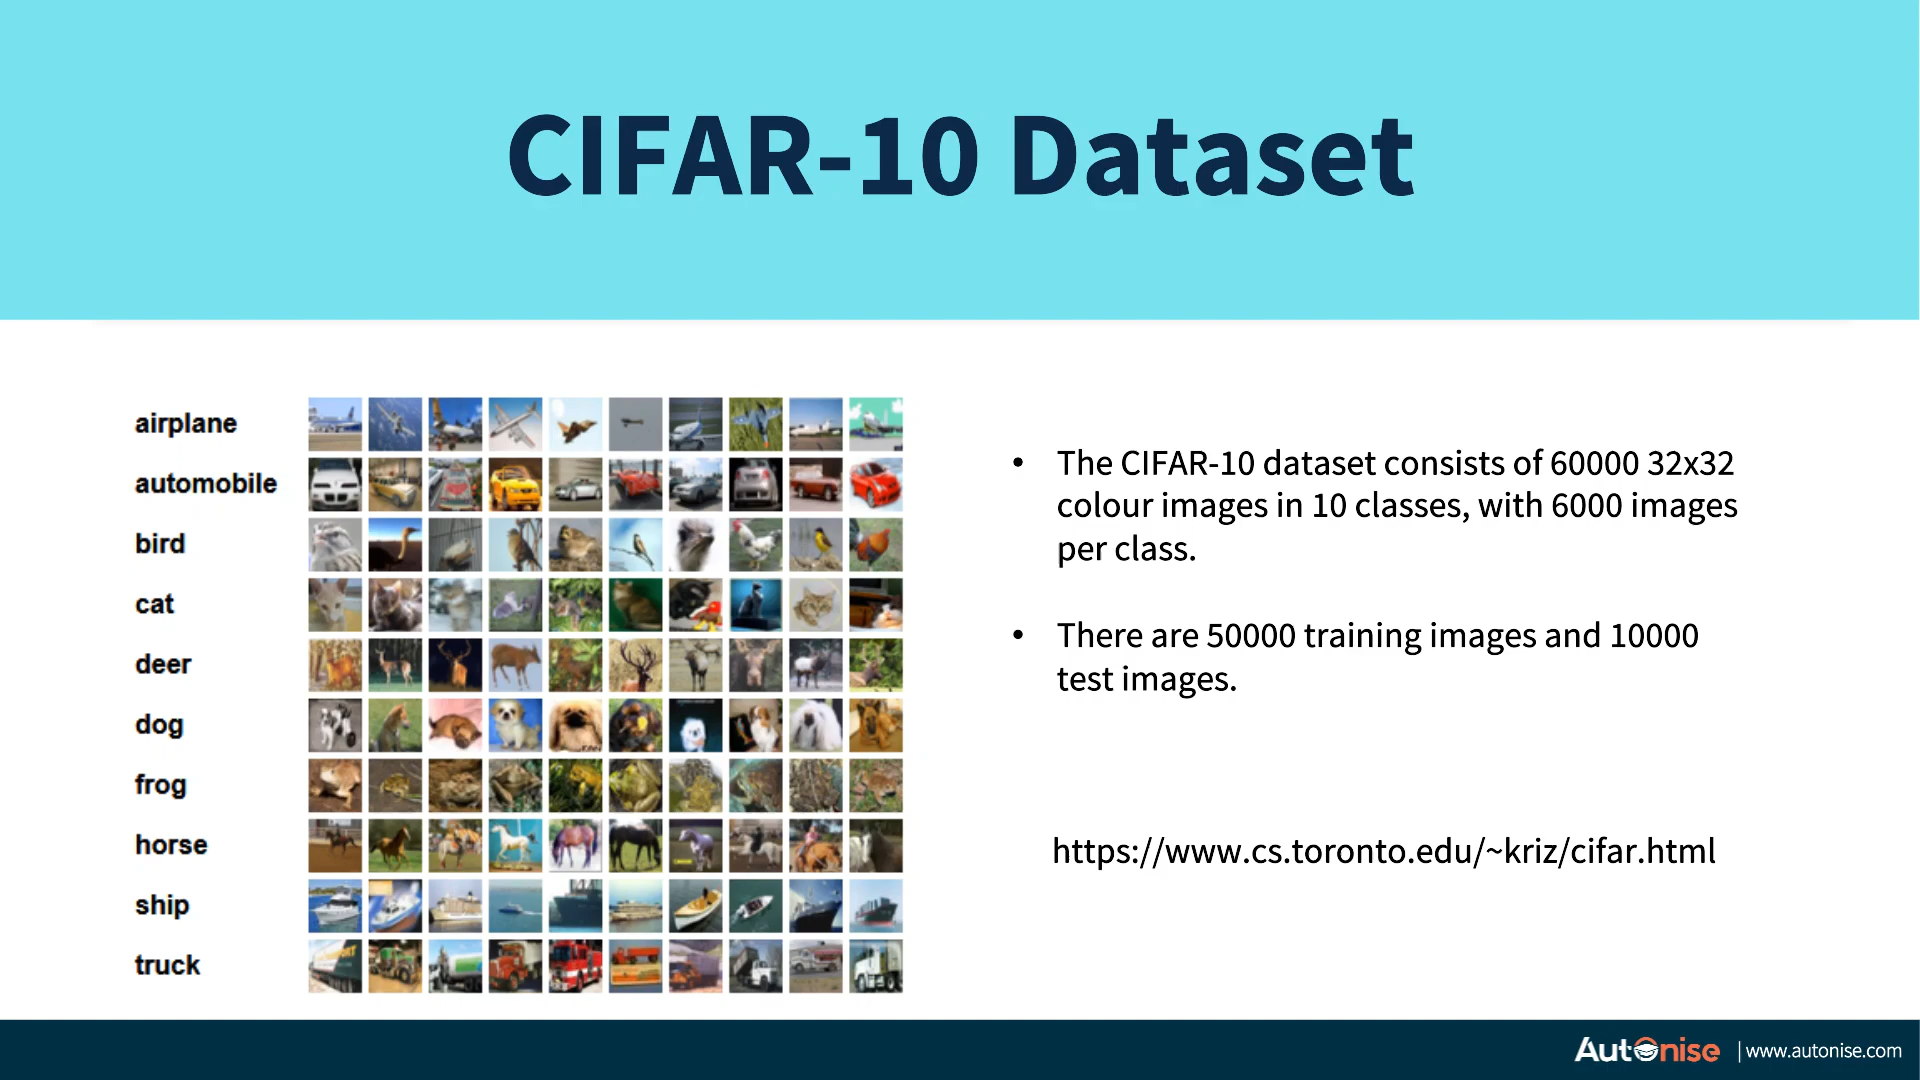 CIFAR-10 Dataset
airplane
automobile
bird
cat
deer
dog
frog
horse
ship
truck
• The CIFAR-10 dataset consists of 60000 32x32
colour images in 10 classes, with 6000 images
per class.
• There are 50000 training images and 10000
test images.
https://www.cs.toronto.edu/~kriz/cifar.html
Autonise | www.autonise.com